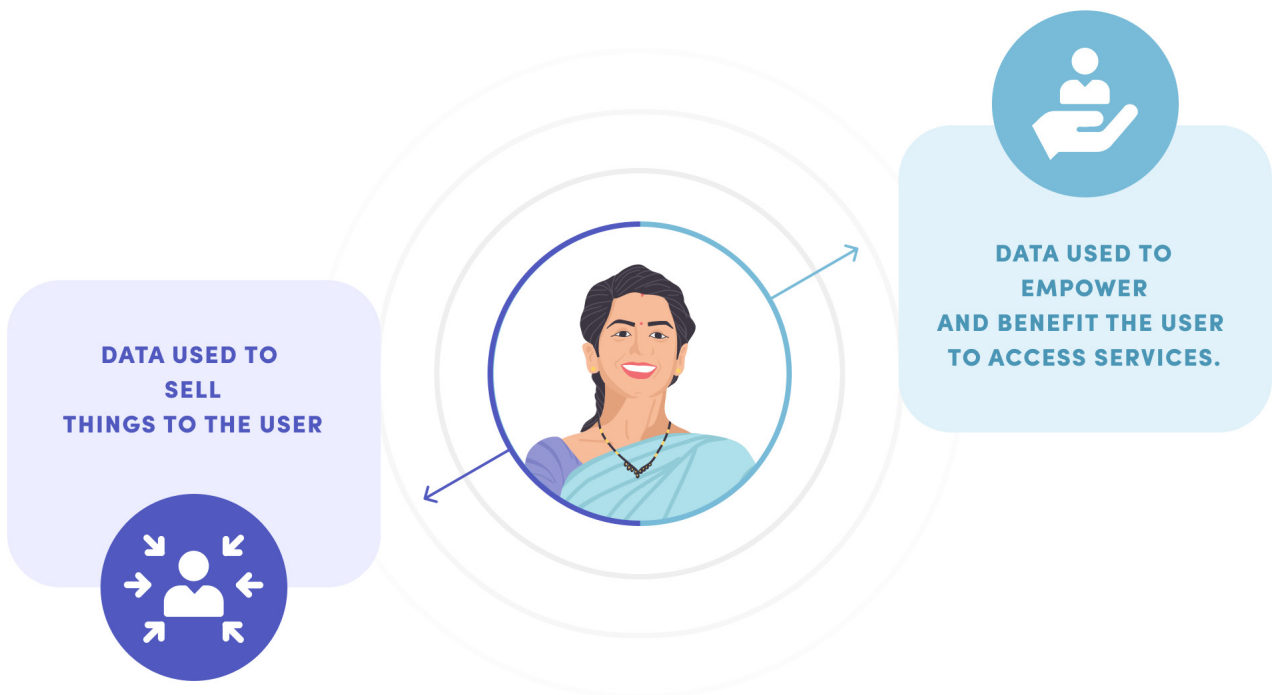 DATA USED TO
SELL
THINGS TO THE USER
DATA USED TO
EMPOWER
AND BENEFIT THE USER
TO ACCESS SERVICES.